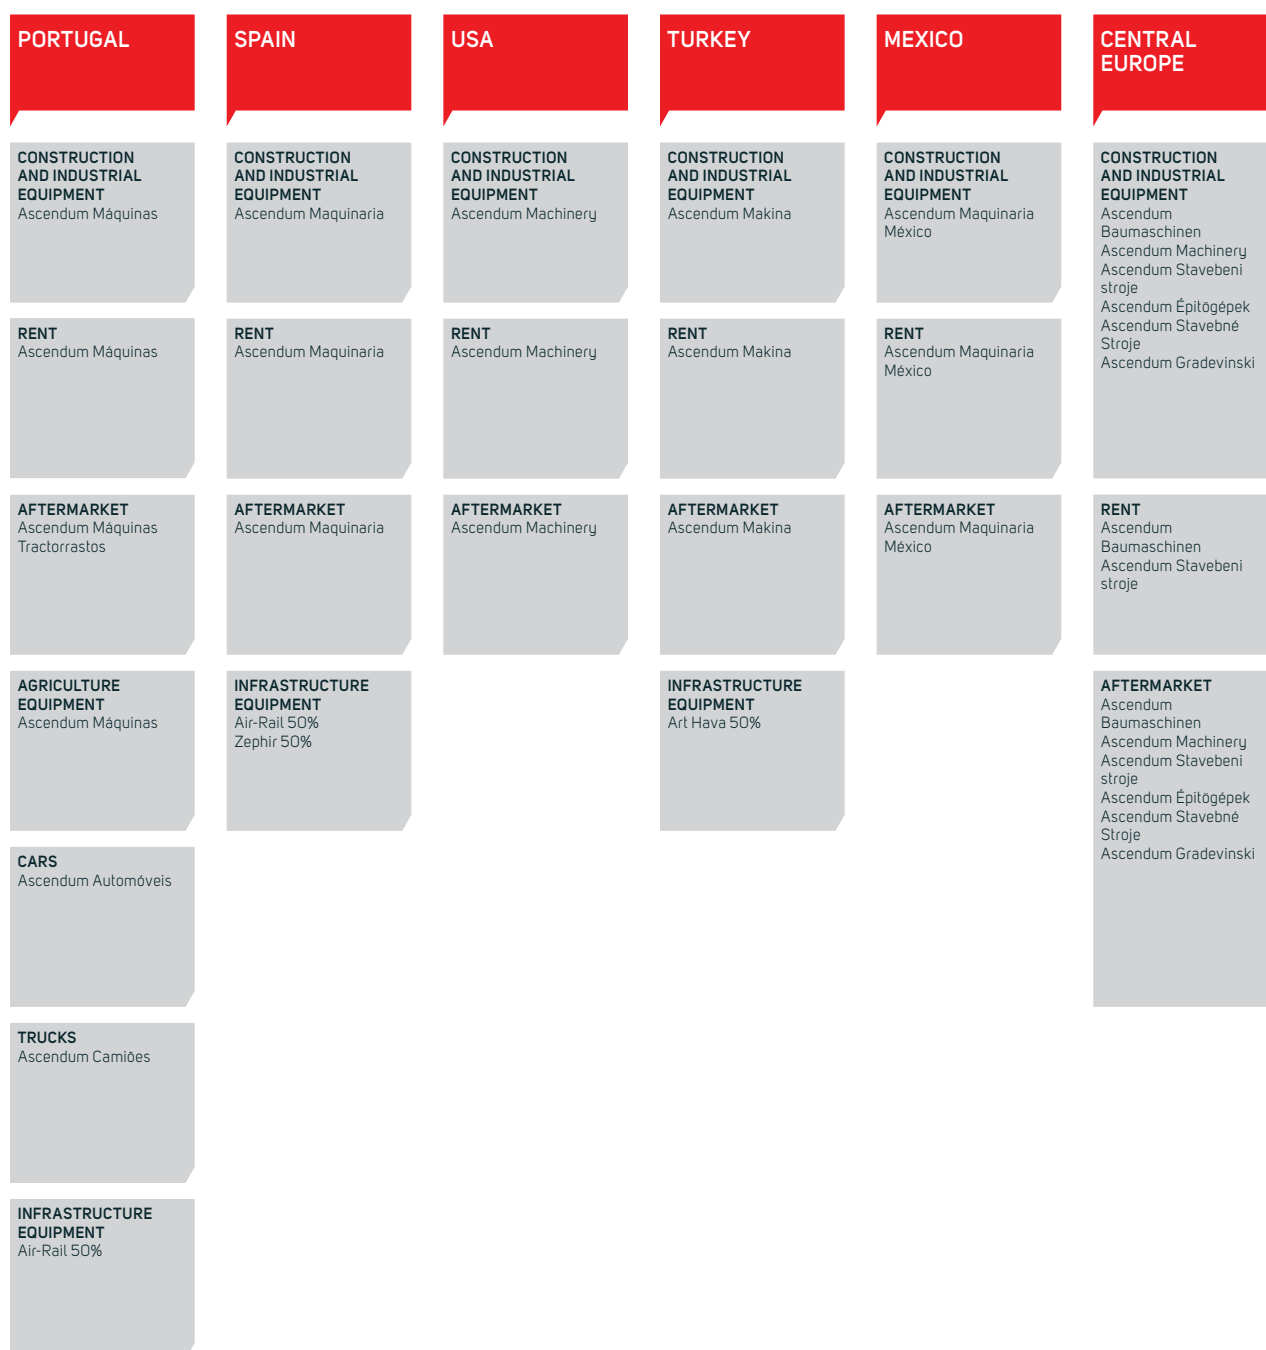 PORTUGAL
CONSTRUCTION
AND INDUSTRIAL
EQUIPMENT
Ascendum Máquinas
RENT
Ascendum Máquinas
AFTERMARKET
Ascendum Máquinas
Tractorrastos
AGRICULTURE
EQUIPMENT
Ascendum Máquinas
CARS
Ascendum Automóveis
TRUCKS
Ascendum Camiões
INFRASTRUCTURE
EQUIPMENT
Air-Rail 50%
SPAIN
CONSTRUCTION
AND INDUSTRIAL
EQUIPMENT
Ascendum Maquinaria
RENT
Ascendum Maquinaria
AFTERMARKET
Ascendum Maquinaria
INFRASTRUCTURE
EQUIPMENT
Air-Rail 50%
Zephir 50%
USA
CONSTRUCTION
AND INDUSTRIAL
EQUIPMENT
Ascendum Machinery
RENT
Ascendum Machinery
AFTERMARKET
Ascendum Machinery
TURKEY
CONSTRUCTION
AND INDUSTRIAL
EQUIPMENT
Ascendum Makina
RENT
Ascendum Makina
AFTERMARKET
Ascendum Makina
INFRASTRUCTURE
EQUIPMENT
Art Hava 50%
MEXICO
CONSTRUCTION
AND INDUSTRIAL
EQUIPMENT
Ascendum Maquinaria
México
RENT
Ascendum Maquinaria
México
AFTERMARKET
Ascendum Maquinaria
México
CENTRAL
EUROPE
CONSTRUCTION
AND INDUSTRIAL
EQUIPMENT
Ascendum
Baumaschinen
Ascendum Machinery
Ascendum Stavebeni
stroje
Ascendum Épitögépek
Ascendum Stavebné
Stroje
Ascendum Gradevinski
RENT
Ascendum
Baumaschinen
Ascendum Stavebeni
stroje
AFTERMARKET
Ascendum
Baumaschinen
Ascendum Machinery
Ascendum Stavebeni
stroje
Ascendum Épitögépek
Ascendum Stavebné
Stroje
Ascendum Gradevinski